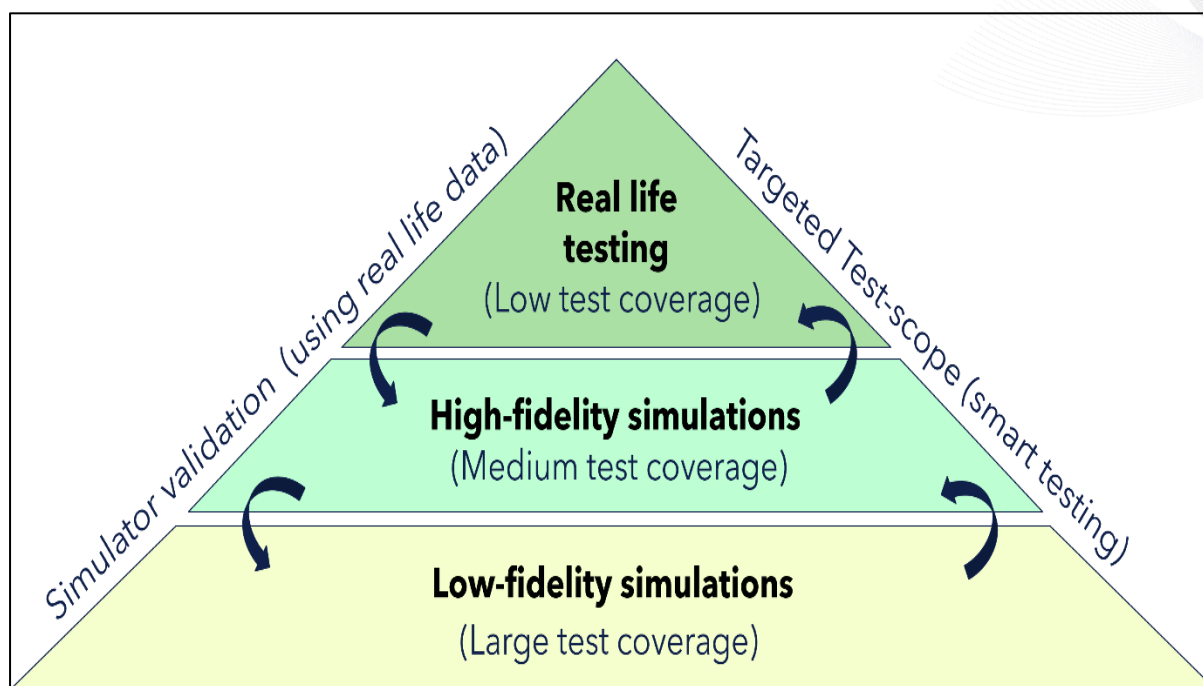 Simulator validation (using real life data)
Targeted Test-scope (smart testing)
Real life
testing
(Low test coverage)
High-fidelity simulations
(Medium test coverage)
Low-fidelity simulations
(Large test coverage)